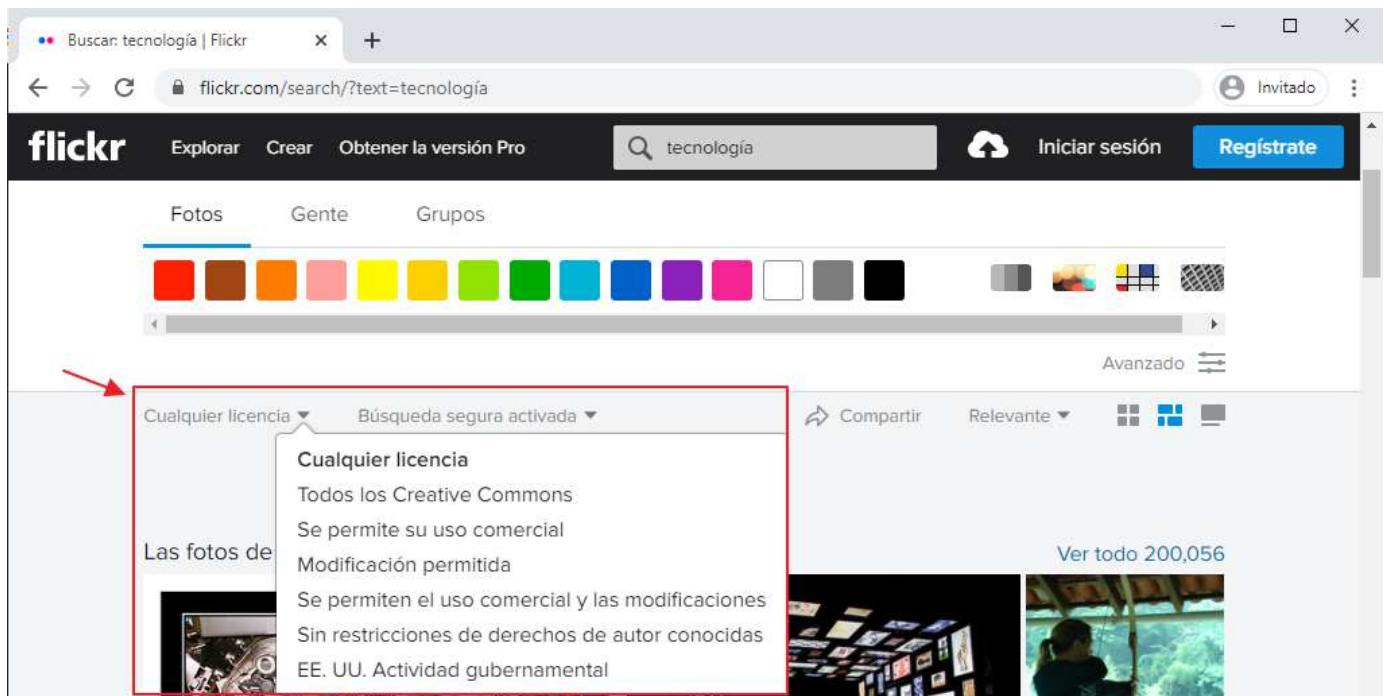 Buscar: tecnología | Flickr
flickr.com/search/?text=tecnología
Invitado
flickr Explorar Crear Obtener la versión Pro tecnología Iniciar sesión Regístrate
Fotos Gente Grupos
Avanzado
Cualquier licencia Búsqueda segura activada Compartir Relevante
Cualquier licencia
Todos los Creative Commons
Se permite su uso comercial
Las fotos de Ver todo 200,056
Modificación permitida
Se permiten el uso comercial y las modificaciones
Sin restricciones de derechos de autor conocidas
EE. UU. Actividad gubernamental